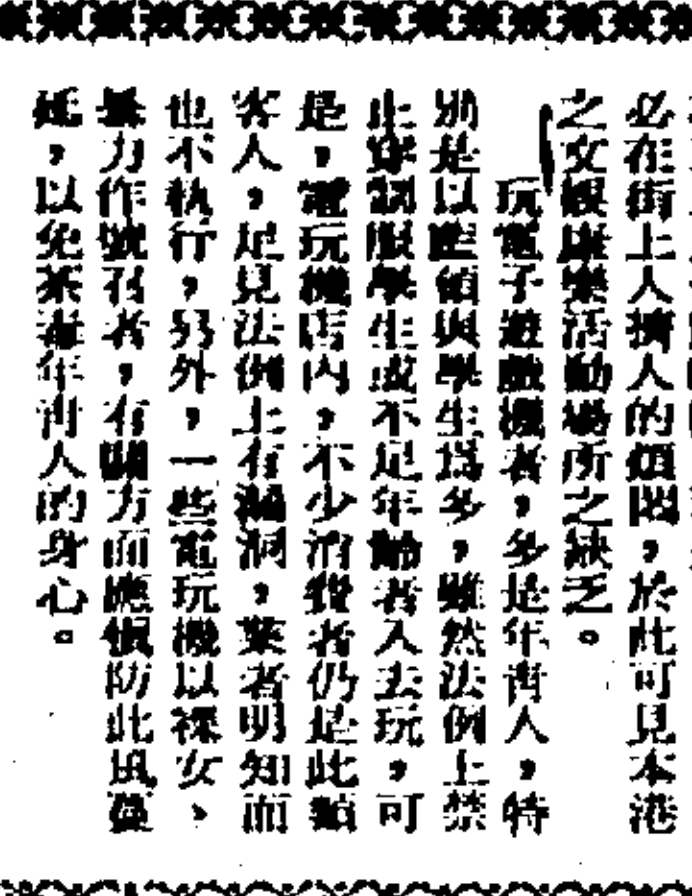 必在街上人擠人的煩悶，於此可見本港
之文娛康樂活動場所之缺乏。
玩電子遊戲機者，多是年靑人，特
別是以藍領與學生爲多，雖然法例上禁
止穿制服學生或不足年齡者入去玩，可
是，電玩機店內，不少消費者仍是此類
客人，足見法例上有漏洞，業者明知而
也不執行，另外，一些電玩機以裸女、
暴力作號召者，有關方面應愼防此風蔓
延，以免荼毒年靑人的身心。